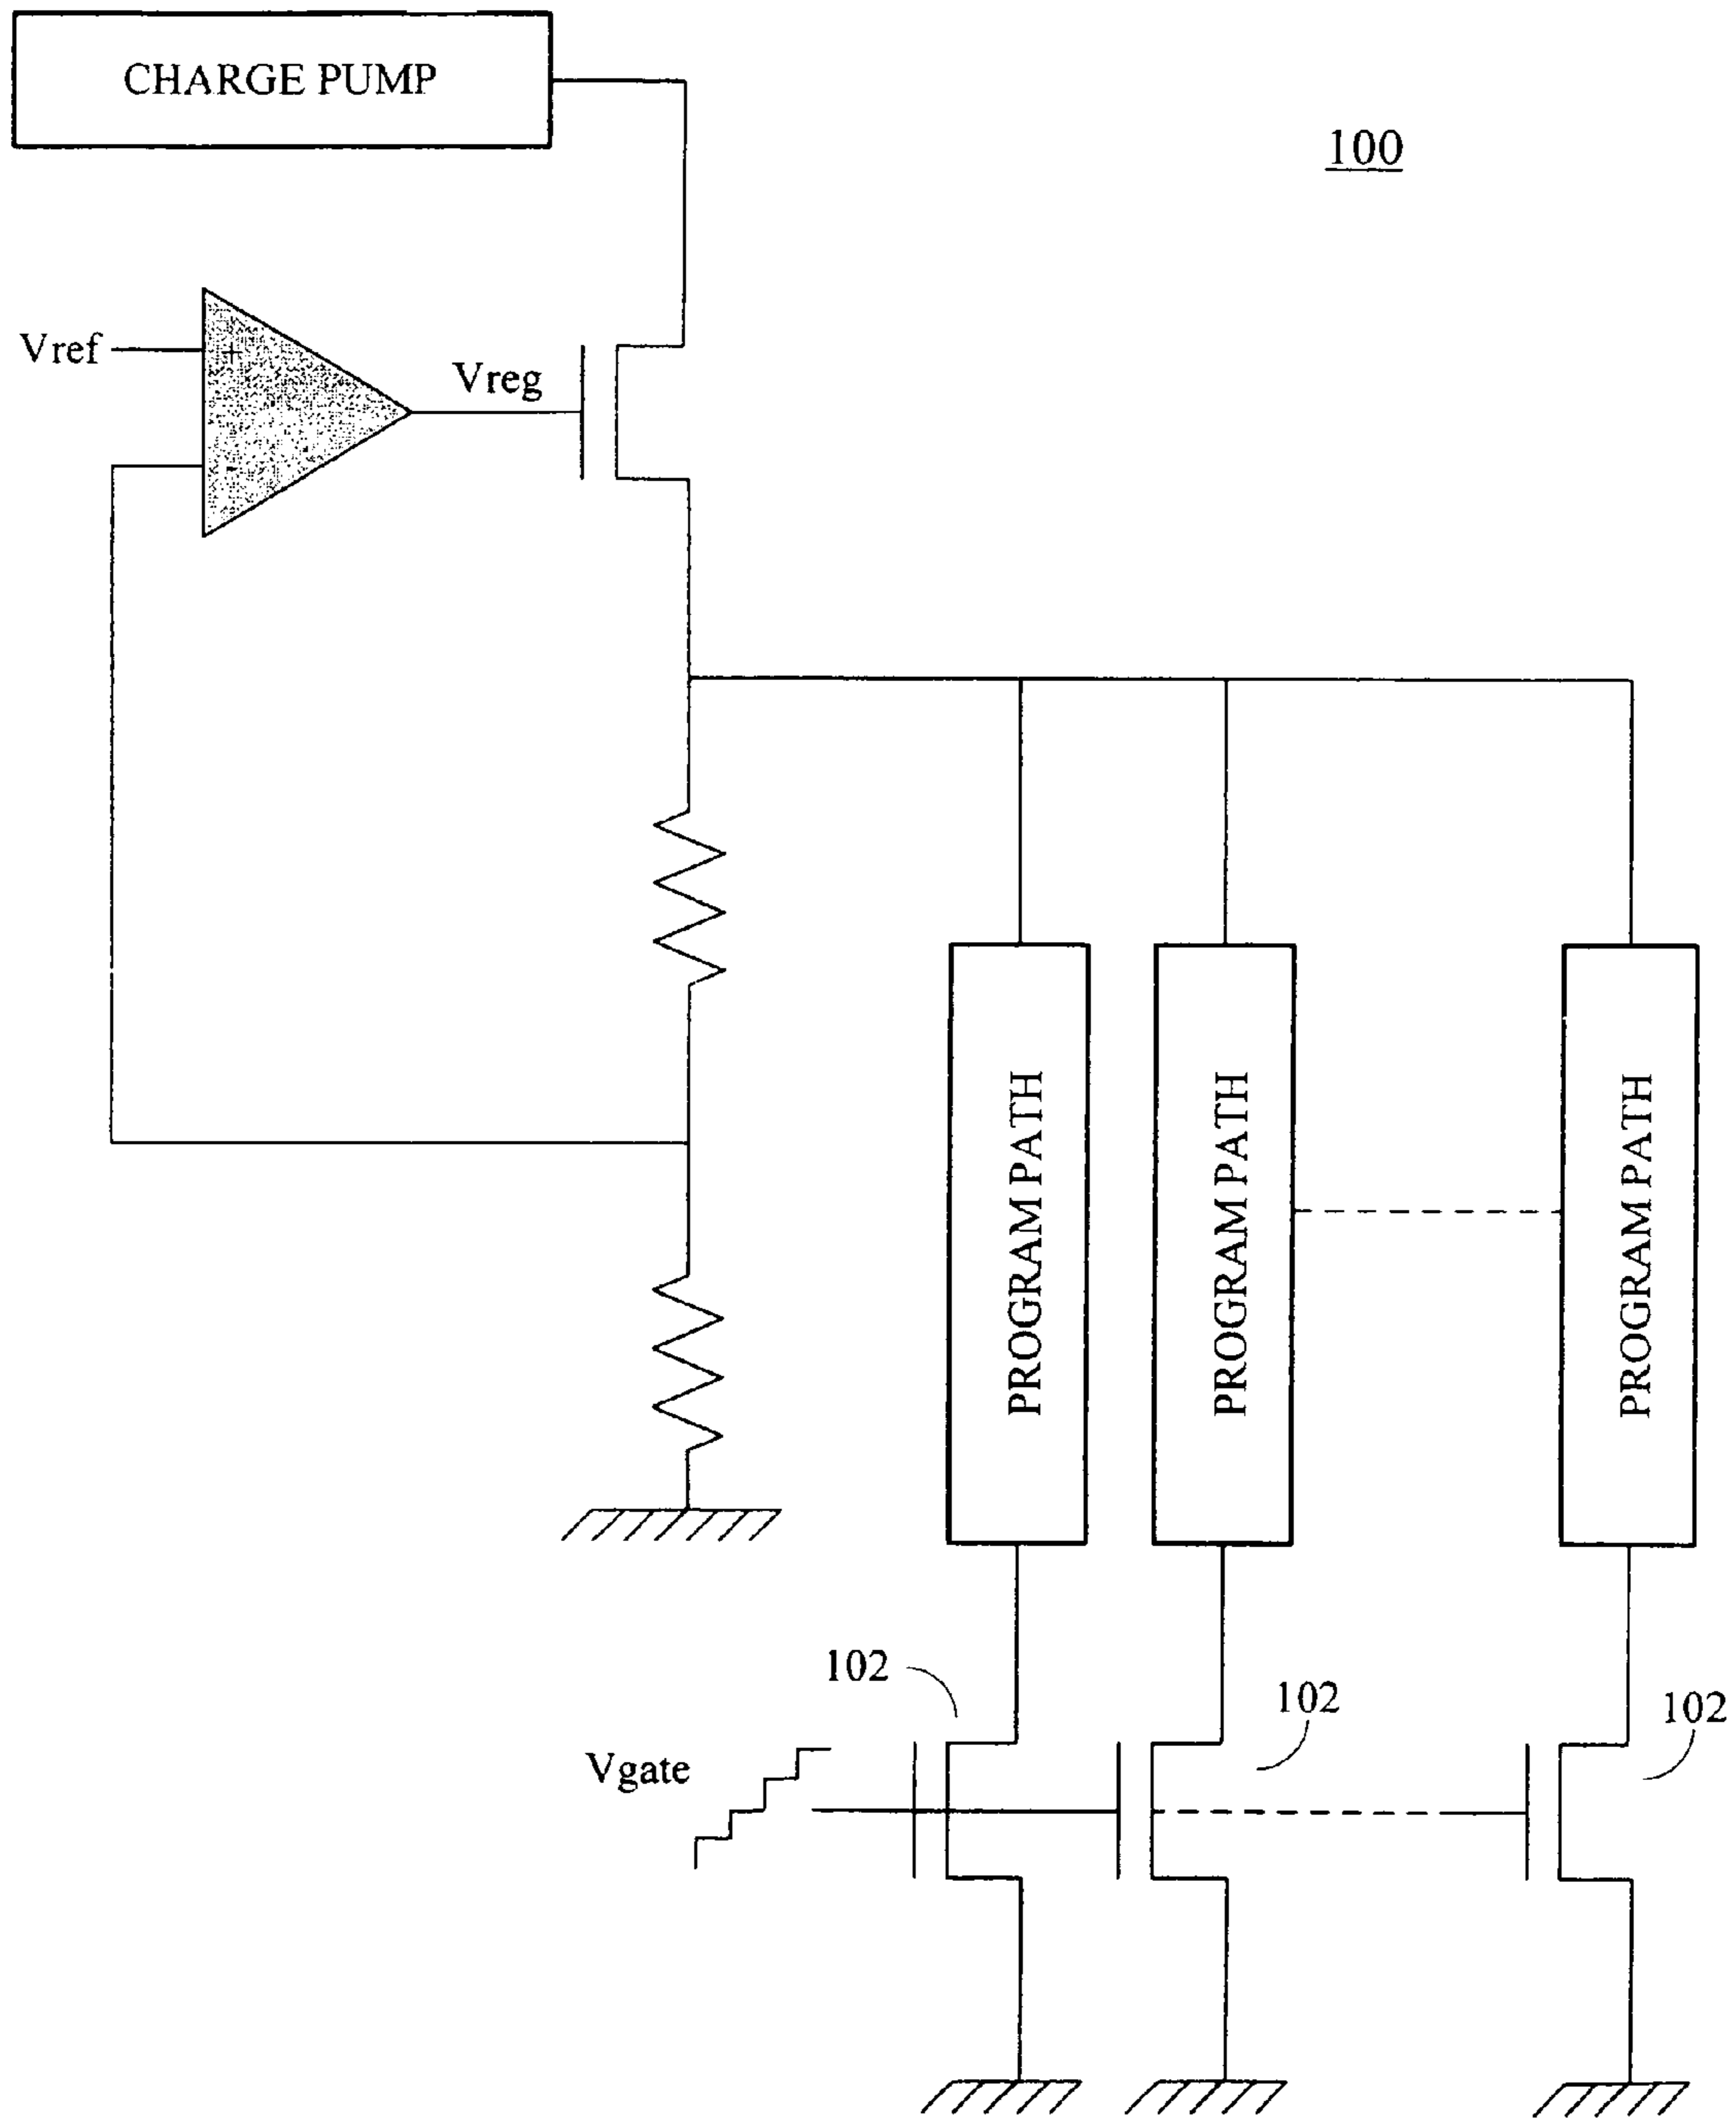 CHARGE PUMP
100
Vref
+
-
Vreg
PROGRAM PATH
PROGRAM PATH
PROGRAM PATH
102
102
102
Vgate